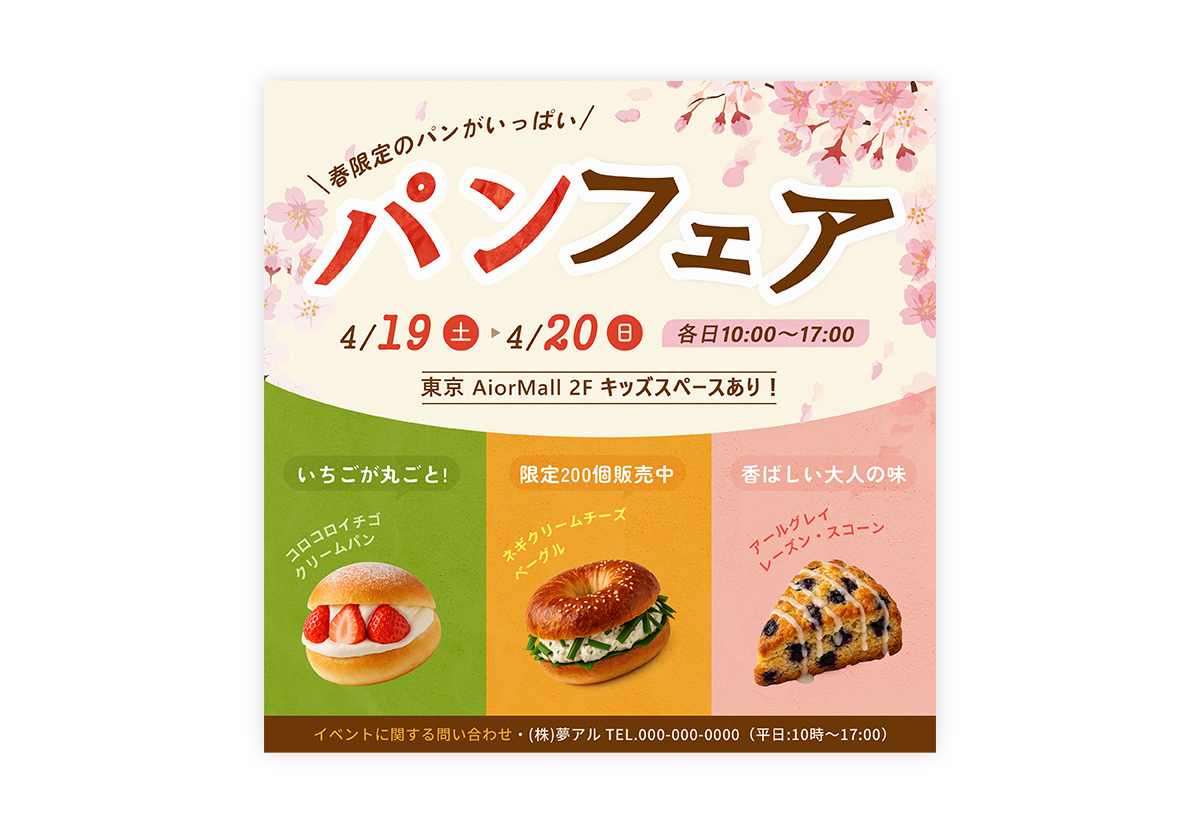 \春限定のパンがいっぱい/
パンフェア
4/19 土 ▶ 4/20 日 各日10:00〜17:00
東京 AiorMall 2F キッズスペースあり！
いちごが丸ごと!
コロコロイチゴ
クリームパン
限定200個販売中
ネギクリームチーズ
ベーグル
香ばしい大人の味
アールグレイ
レーズン・スコーン
イベントに関する問い合わせ・(株)夢アル TEL.000-000-0000（平日:10時〜17:00）